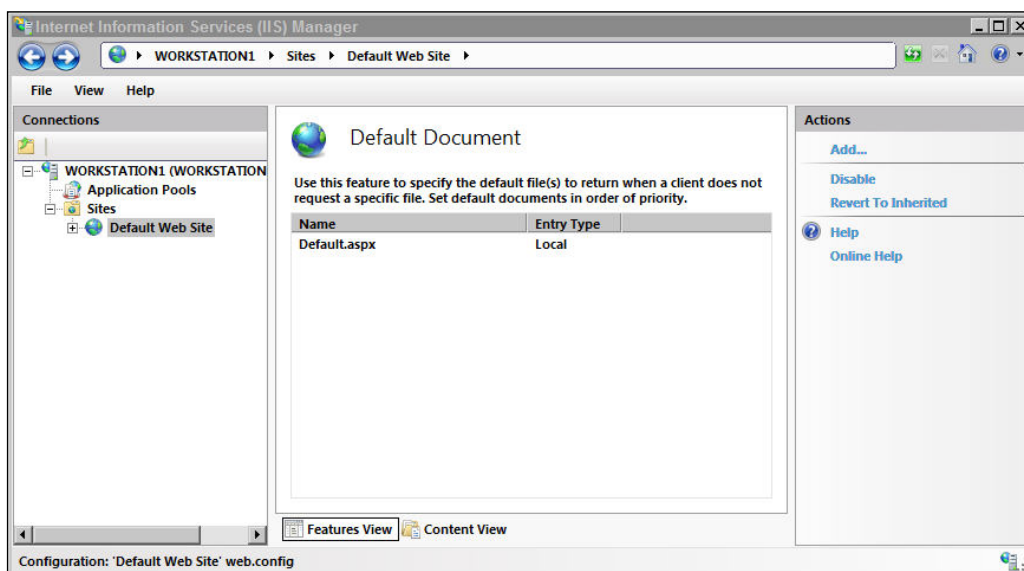 Internet Information Services (IIS) Manager
WORKSTATION1 Sites Default Web Site
File View Help
Connections
WORKSTATION1 (WORKSTATION
Application Pools
Sites
Default Web Site
Default Document
Use this feature to specify the default file(s) to return when a client does not
request a specific file. Set default documents in order of priority.
Name Entry Type
Default.aspx Local
Features View Content View
Actions
Add...
Disable
Revert To Inherited
Help
Online Help
Configuration: 'Default Web Site' web.config